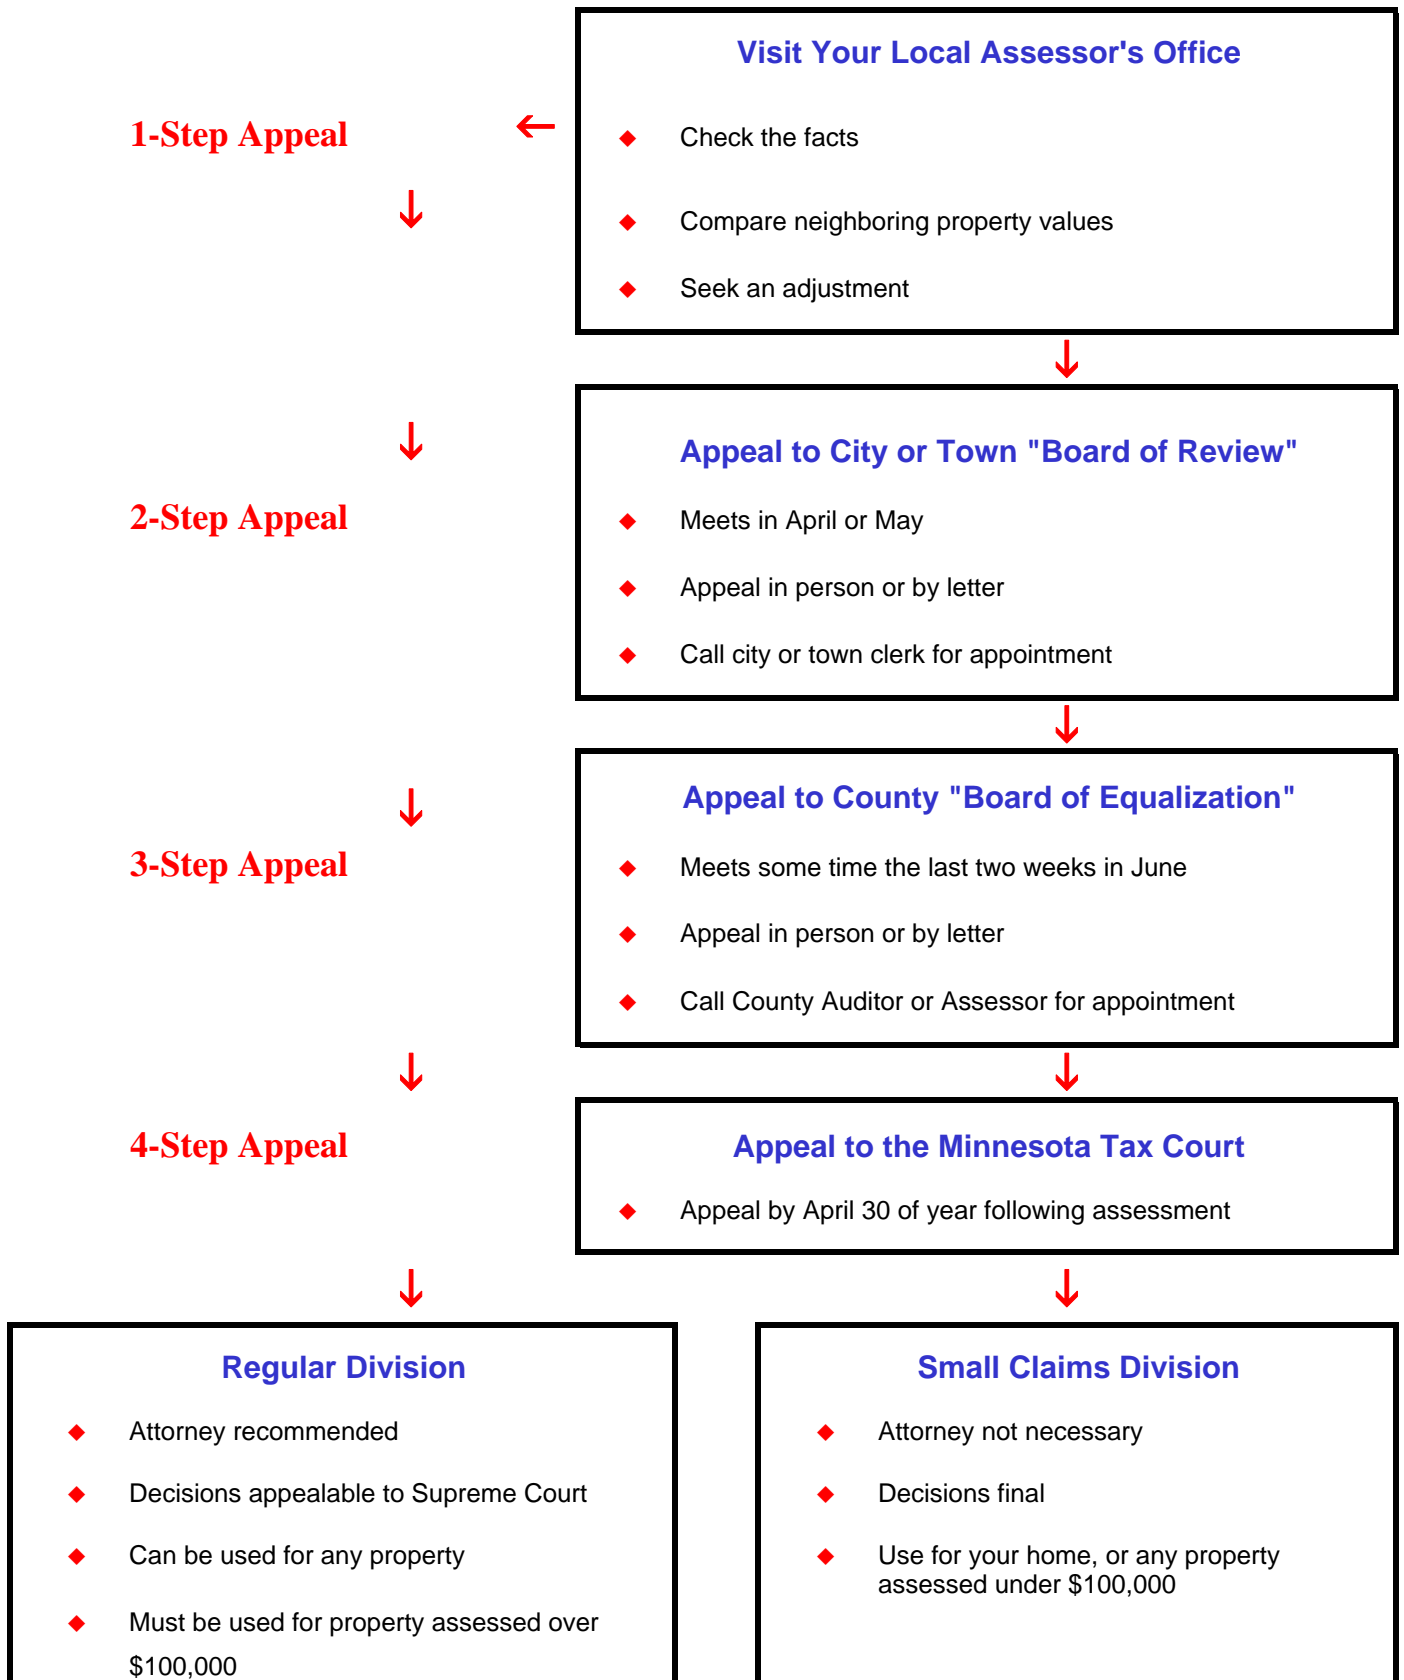 Visit Your Local Assessor's Office
1-Step Appeal
Check the facts
Compare neighboring property values
Seek an adjustment
Appeal to City or Town "Board of Review"
2-Step Appeal
Meets in April or May
Appeal in person or by letter
Call city or town clerk for appointment
Appeal to County "Board of Equalization"
3-Step Appeal
Meets some time the last two weeks in June
Appeal in person or by letter
Call County Auditor or Assessor for appointment
4-Step Appeal
Appeal to the Minnesota Tax Court
Appeal by April 30 of year following assessment
Regular Division
Attorney recommended
Decisions appealable to Supreme Court
Can be used for any property
Must be used for property assessed over
$100,000
Small Claims Division
Attorney not necessary
Decisions final
Use for your home, or any property
assessed under $100,000